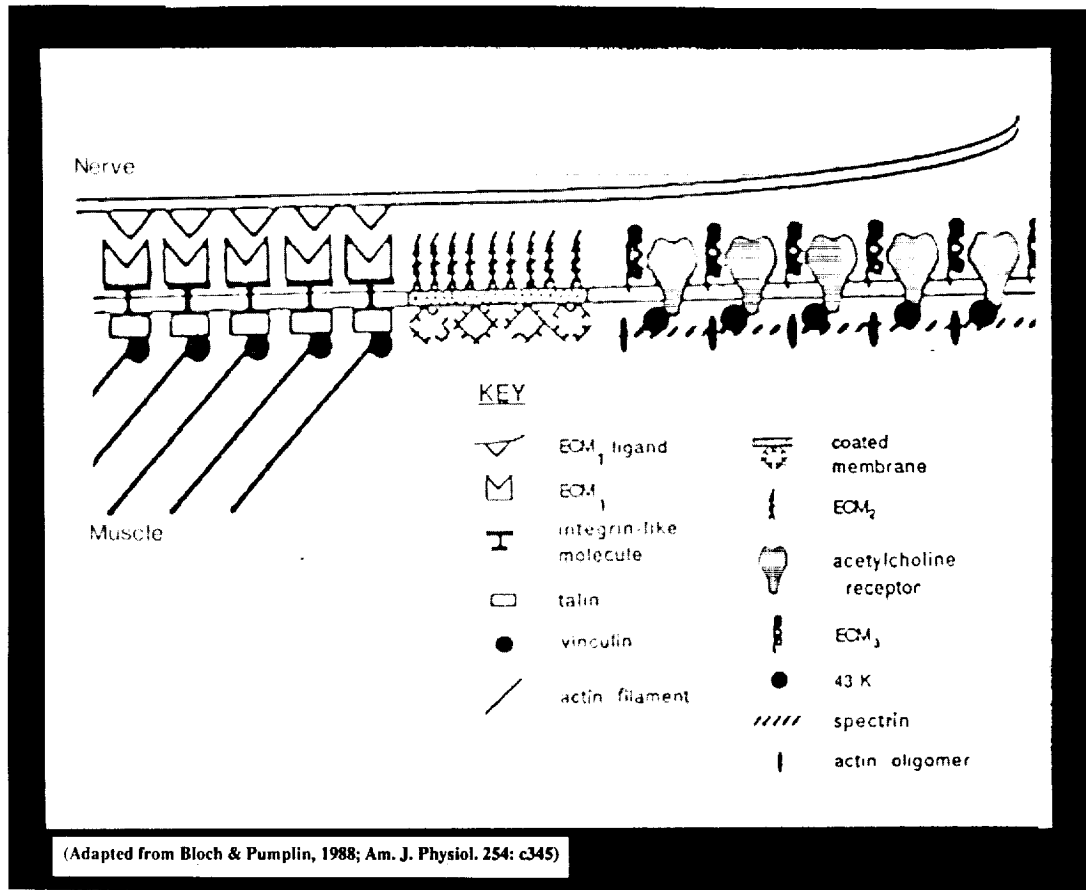 Nerve
Muscle
KEY
ECM₁ ligand
ECM₁
integrin-like
molecule
talin
vinculin
actin filament
coated
membrane
ECM₂
acetylcholine
receptor
ECM₃
43 K
spectrin
actin oligomer
(Adapted from Bloch & Pumplin, 1988; Am. J. Physiol. 254: c345)